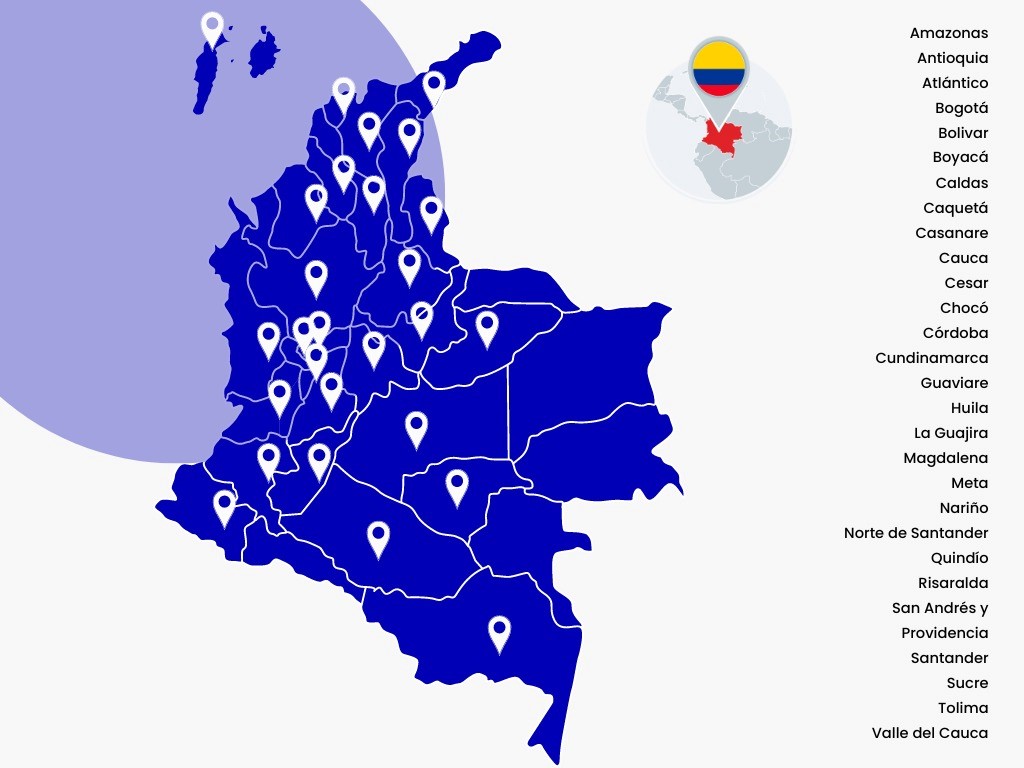 Amazonas
Antioquia
Atlántico
Bogotá
Bolivar
Boyacá
Caldas
Caquetá
Casanare
Cauca
Cesar
Chocó
Córdoba
Cundinamarca
Guaviare
Huila
La Guajira
Magdalena
Meta
Nariño
Norte de Santander
Quindío
Risaralda
San Andrés y
Providencia
Santander
Sucre
Tolima
Valle del Cauca